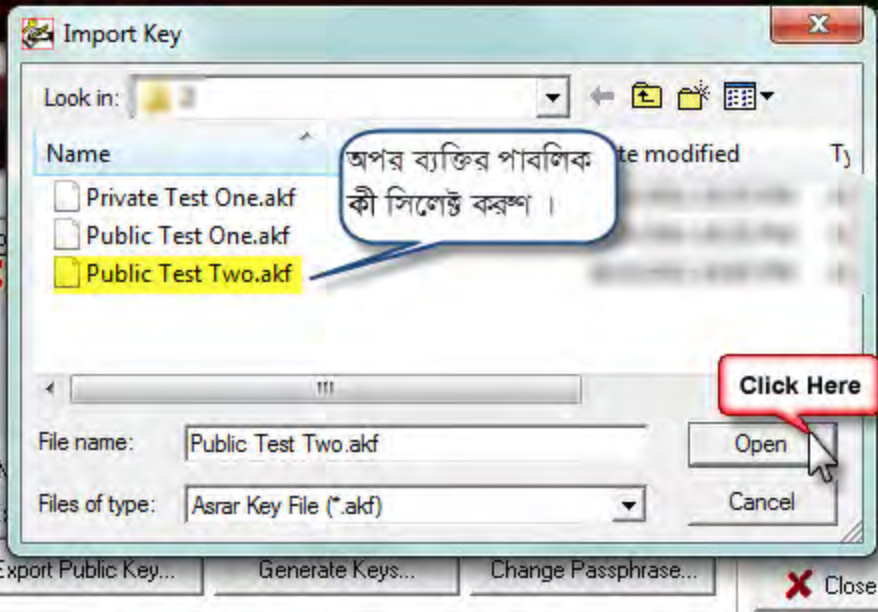 Import Key
Look in:
Name
te modified
Ty
অপর ব্যক্তির পাবলিক
কী সিলেক্ট করুণ ।
Private Test One.akf
Public Test One.akf
Public Test Two.akf
Click Here
File name:
Public Test Two.akf
Open
Files of type:
Asrar Key File (*.akf)
Cancel
Export Public Key...
Generate Keys...
Change Passphrase...
Close